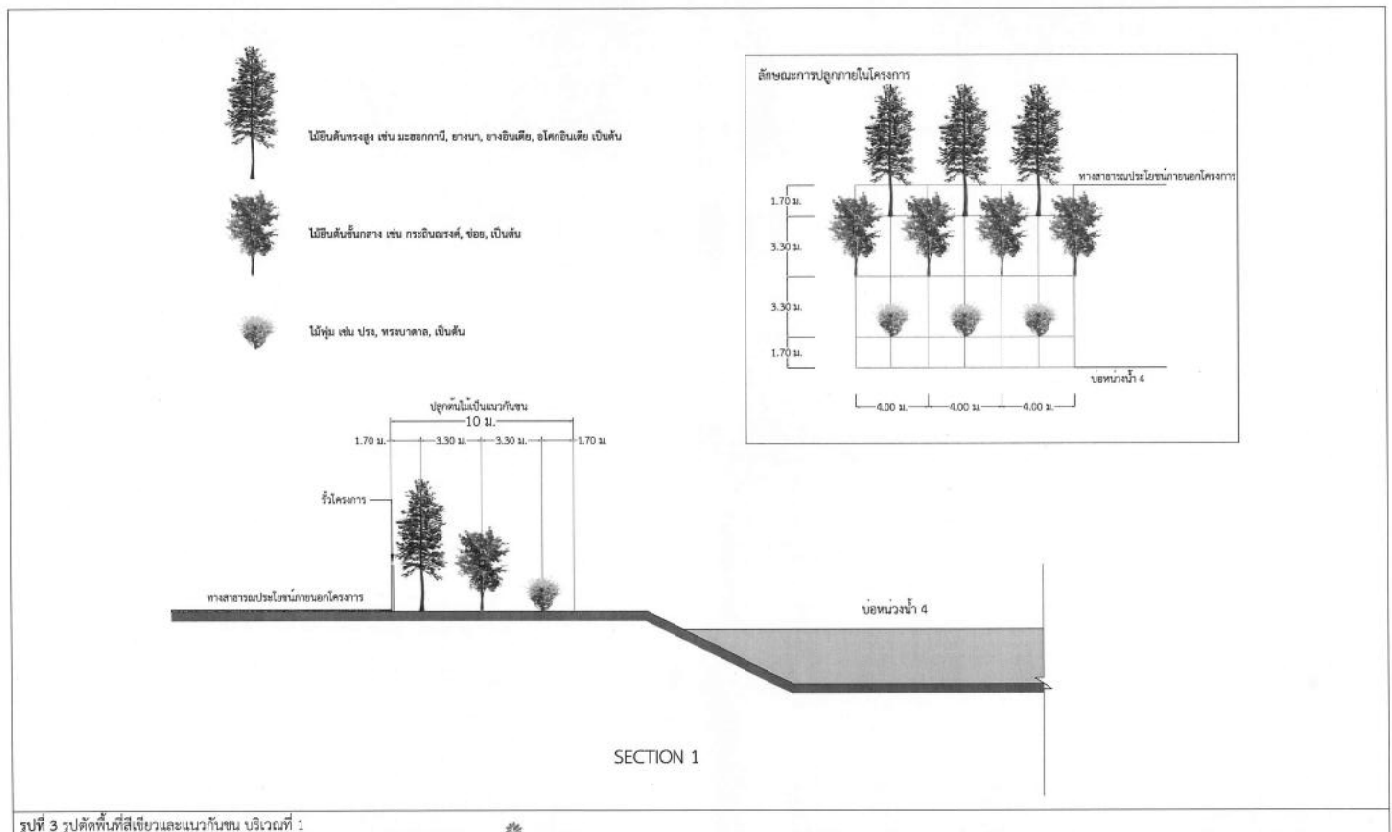 ไม้ยืนต้นทรงสูง เช่น มะฮอกกานี, ยางนา, ยางอินเดีย, อโศกอินเดีย เป็นต้น
ไม้ยืนต้นชั้นกลาง เช่น กระถินณรงค์, ข่อย, เป็นต้น
ไม้พุ่ม เช่น ปรง, ทรงบาดาล, เป็นต้น
ลักษณะการปลูกภายในโครงการ
ทางสาธารณประโยชน์ภายนอกโครงการ
1.70 ม.
3.30 ม.
3.30 ม.
1.70 ม.
บ่อหน่วงน้ำ 4
4.00 ม. 4.00 ม. 4.00 ม.
ปลูกต้นไม้เป็นแนวกันชน
10 ม.
1.70 ม. 3.30 ม. 3.30 ม. 1.70 ม.
รั้วโครงการ
ทางสาธารณประโยชน์ภายนอกโครงการ
บ่อหน่วงน้ำ 4
SECTION 1
รูปที่ 3 รูปตัดพื้นที่สีเขียวและแนวกันชน บริเวณที่ 1